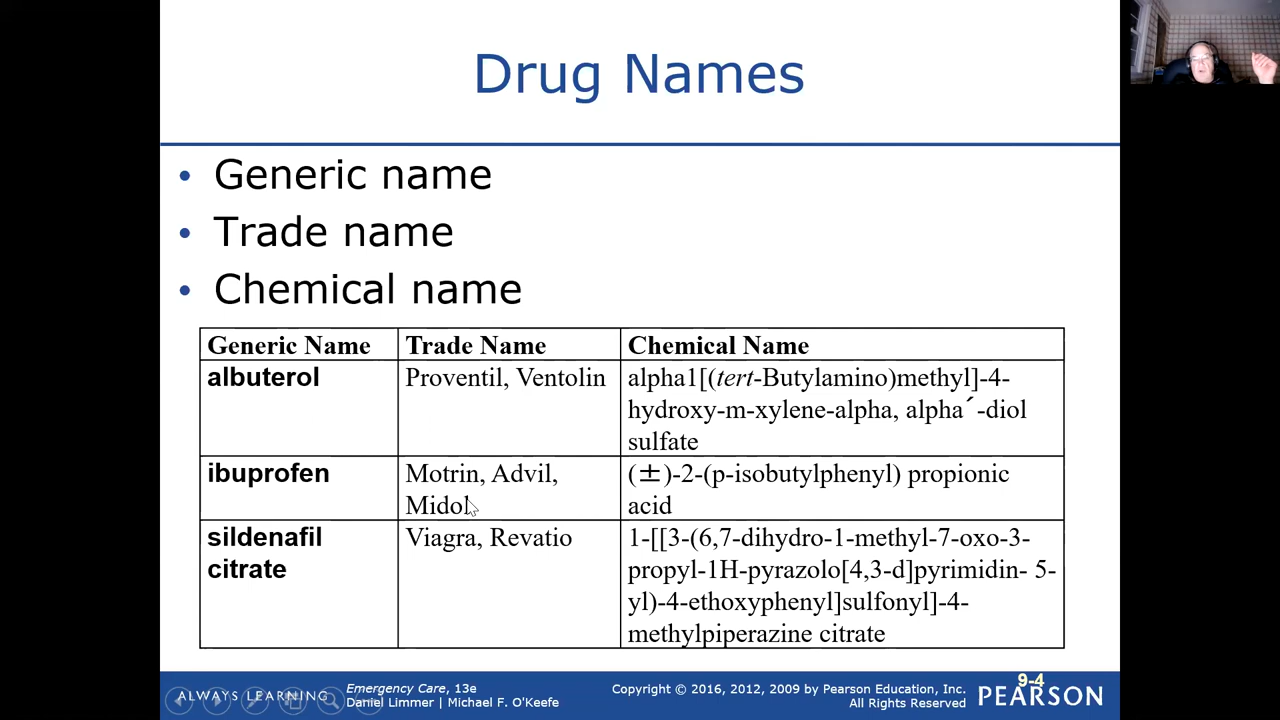 Drug Names
• Generic name
• Trade name
• Chemical name
Generic Name
Trade Name
Chemical Name
albuterol
Proventil, Ventolin
alpha1[(tert-Butylamino)methyl]-4-
hydroxy-m-xylene-alpha, alpha´-diol
sulfate
ibuprofen
Motrin, Advil,
Midol
(±)-2-(p-isobutylphenyl) propionic
acid
sildenafil
citrate
Viagra, Revatio
1-[[3-(6,7-dihydro-1-methyl-7-oxo-3-
propyl-1H-pyrazolo[4,3-d]pyrimidin- 5-
yl)-4-ethoxyphenyl]sulfonyl]-4-
methylpiperazine citrate
ALWAYS LEARNING
Emergency Care, 13e
Daniel Limmer | Michael F. O'Keefe
Copyright © 2016, 2012, 2009 by Pearson Education, Inc.
All Rights Reserved
9-4
PEARSON